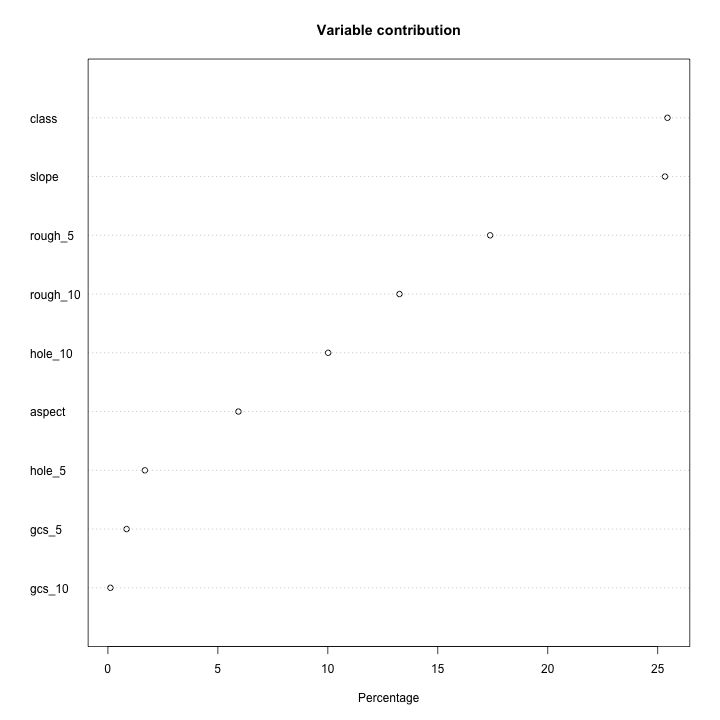 Variable contribution
class
slope
rough_5
rough_10
hole_10
aspect
hole_5
gcs_5
gcs_10
0 5 10 15 20 25
Percentage